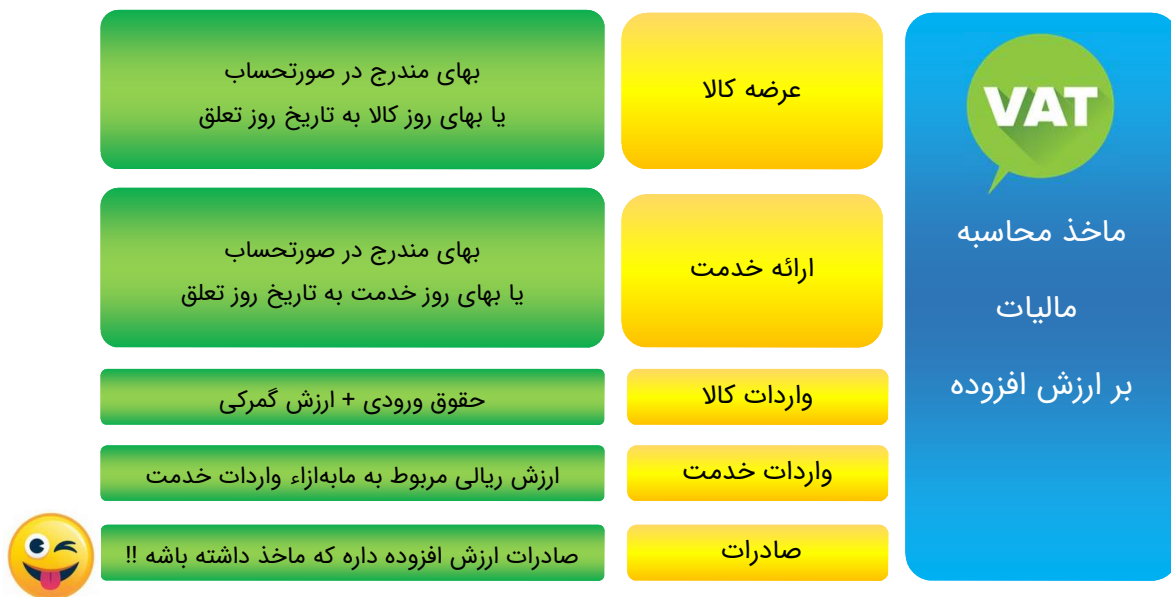 VAT
ماخذ محاسبه
مالیات
بر ارزش افزوده
عرضه کالا
بهای مندرج در صورتحساب
یا بهای روز کالا به تاریخ روز تعلق
ارائه خدمت
بهای مندرج در صورتحساب
یا بهای روز خدمت به تاریخ روز تعلق
واردات کالا
حقوق ورودی + ارزش گمرکی
واردات خدمت
ارزش ریالی مربوط به مابه‌ازاء واردات خدمت
صادرات
صادرات ارزش افزوده داره که ماخذ داشته باشه !!